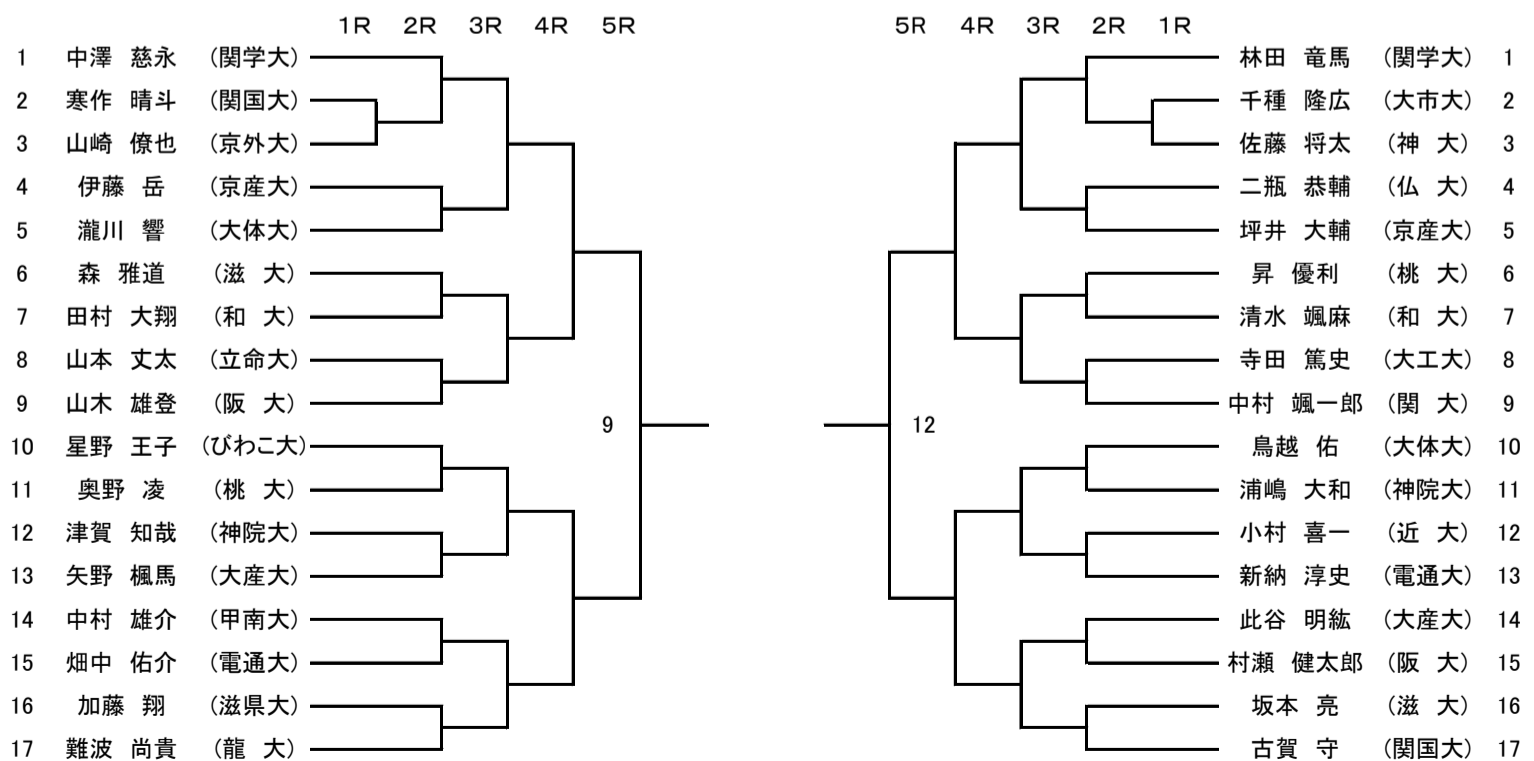 1R 2R 3R 4R 5R
1 中澤 慈永 (関学大)
2 寒作 晴斗 (関国大)
3 山崎 僚也 (京外大)
4 伊藤 岳 (京産大)
5 瀧川 響 (大体大)
6 森 雅道 (滋 大)
7 田村 大翔 (和 大)
8 山本 丈太 (立命大)
9 山木 雄登 (阪 大)
9
10 星野 王子 (びわこ大)
11 奥野 凌 (桃 大)
12 津賀 知哉 (神院大)
13 矢野 楓馬 (大産大)
14 中村 雄介 (甲南大)
15 畑中 佑介 (電通大)
16 加藤 翔 (滋県大)
17 難波 尚貴 (龍 大)
5R 4R 3R 2R 1R
林田 竜馬 (関学大) 1
千種 隆広 (大市大) 2
佐藤 将太 (神 大) 3
二瓶 恭輔 (仏 大) 4
坪井 大輔 (京産大) 5
昇 優利 (桃 大) 6
清水 颯麻 (和 大) 7
寺田 篤史 (大工大) 8
中村 颯一郎 (関 大) 9
12
鳥越 佑 (大体大) 10
浦嶋 大和 (神院大) 11
小村 喜一 (近 大) 12
新納 淳史 (電通大) 13
此谷 明紘 (大産大) 14
村瀬 健太郎 (阪 大) 15
坂本 亮 (滋 大) 16
古賀 守 (関国大) 17